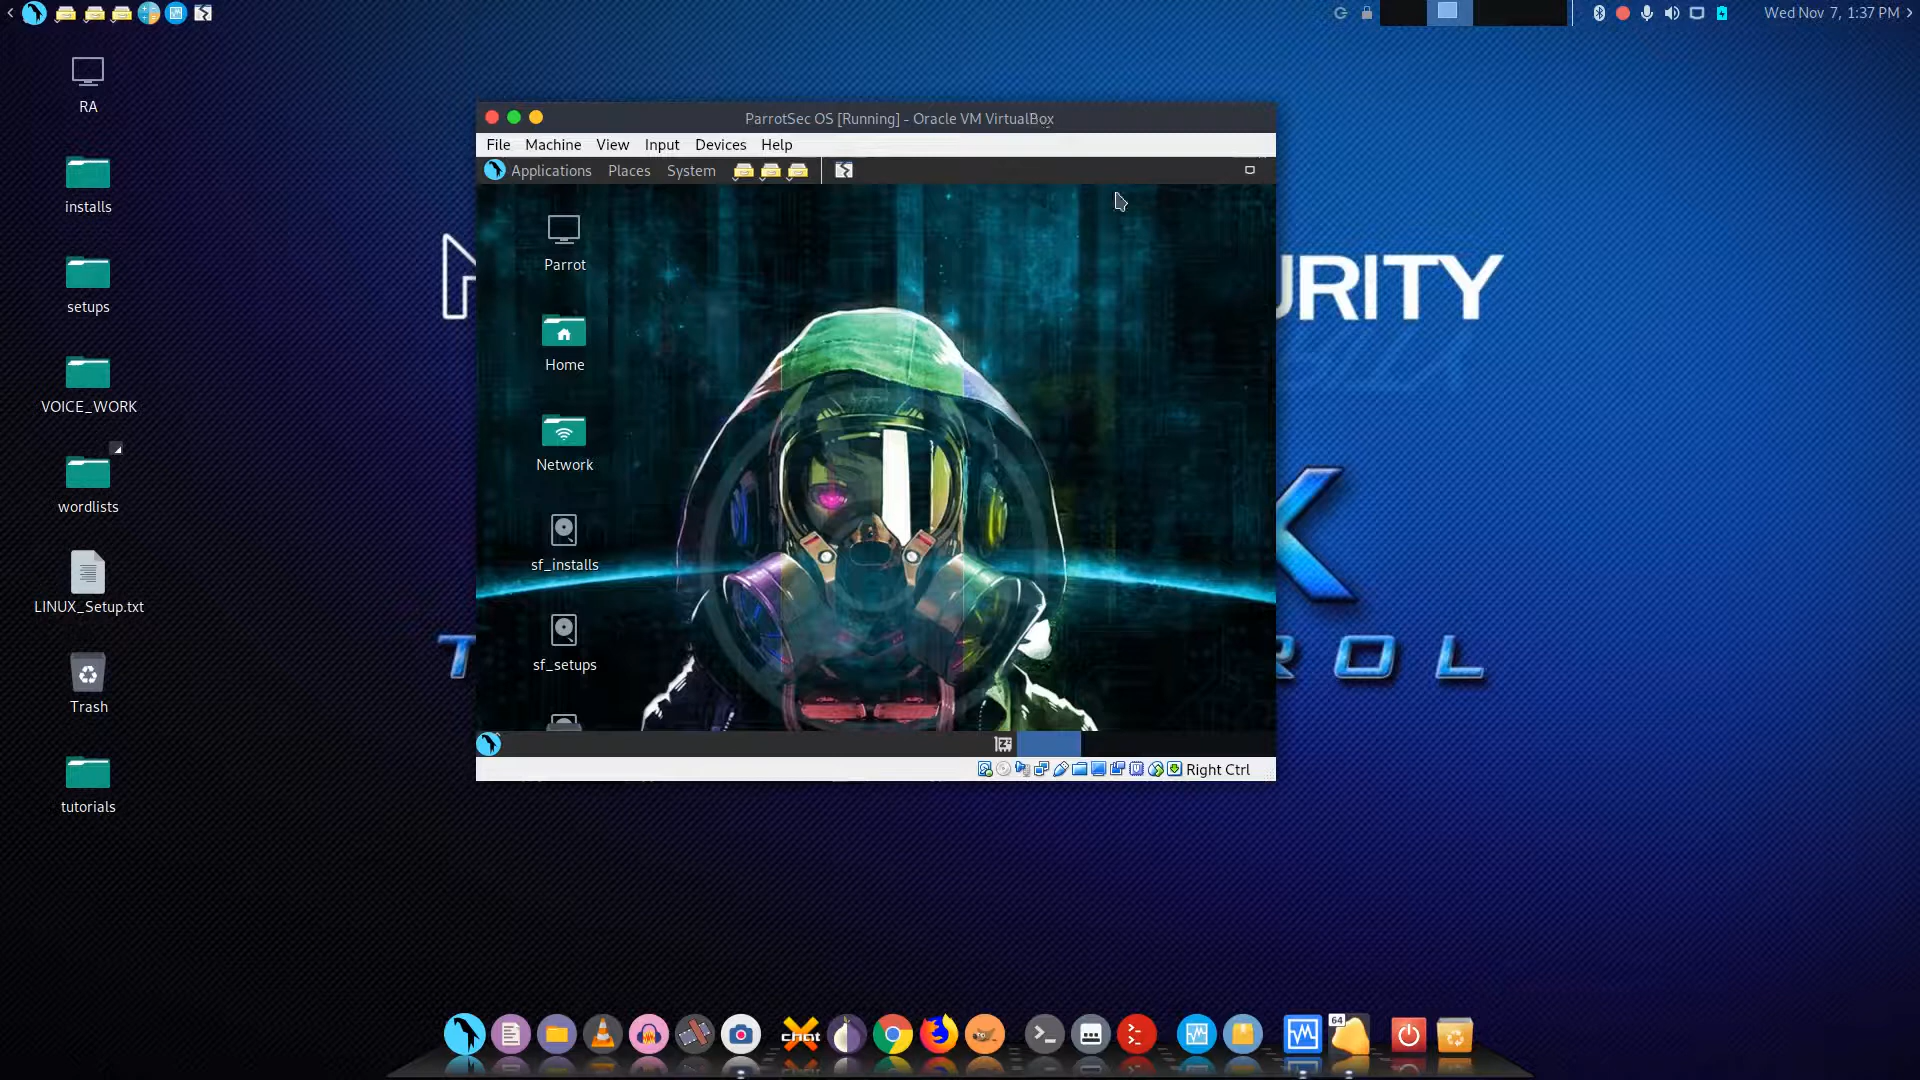 Wed Nov 7, 1:37 PM
RA
installs
setups
VOICE_WORK
wordlists
LINUX_Setup.txt
Trash
tutorials
ParrotSec OS [Running] - Oracle VM VirtualBox
File Machine View Input Devices Help
Applications Places System
Parrot
Home
Network
sf_installs
sf_setups
Right Ctrl
URITY
X
T
ROL
chat
64